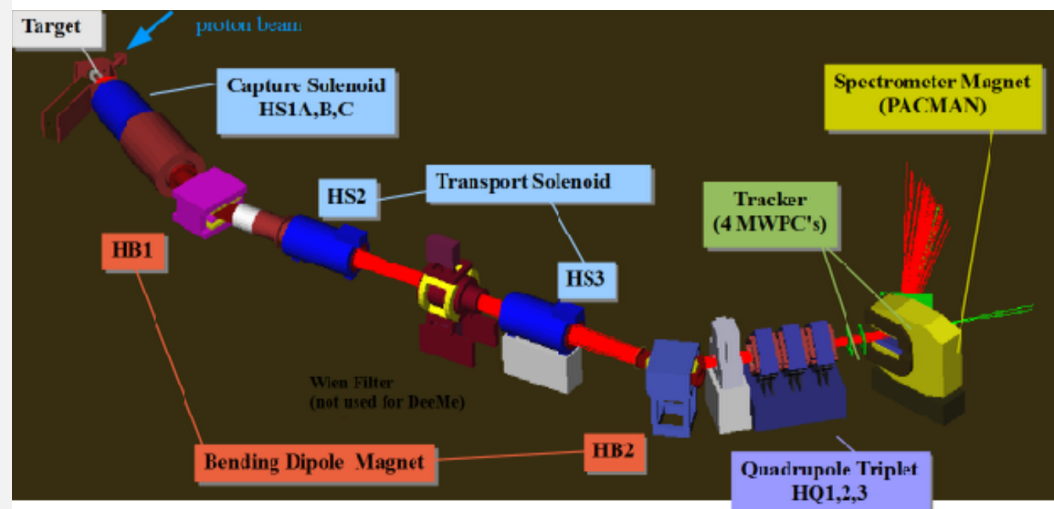 Target
proton beam
Capture Solenoid
HS1A,B,C
Spectrometer Magnet
(PACMAN)
HS2
Transport Solenoid
Tracker
(4 MWPC's)
HB1
HS3
Wien Filter
(not used for DeeMe)
Bending Dipole Magnet
HB2
Quadrupole Triplet
HQ1,2,3